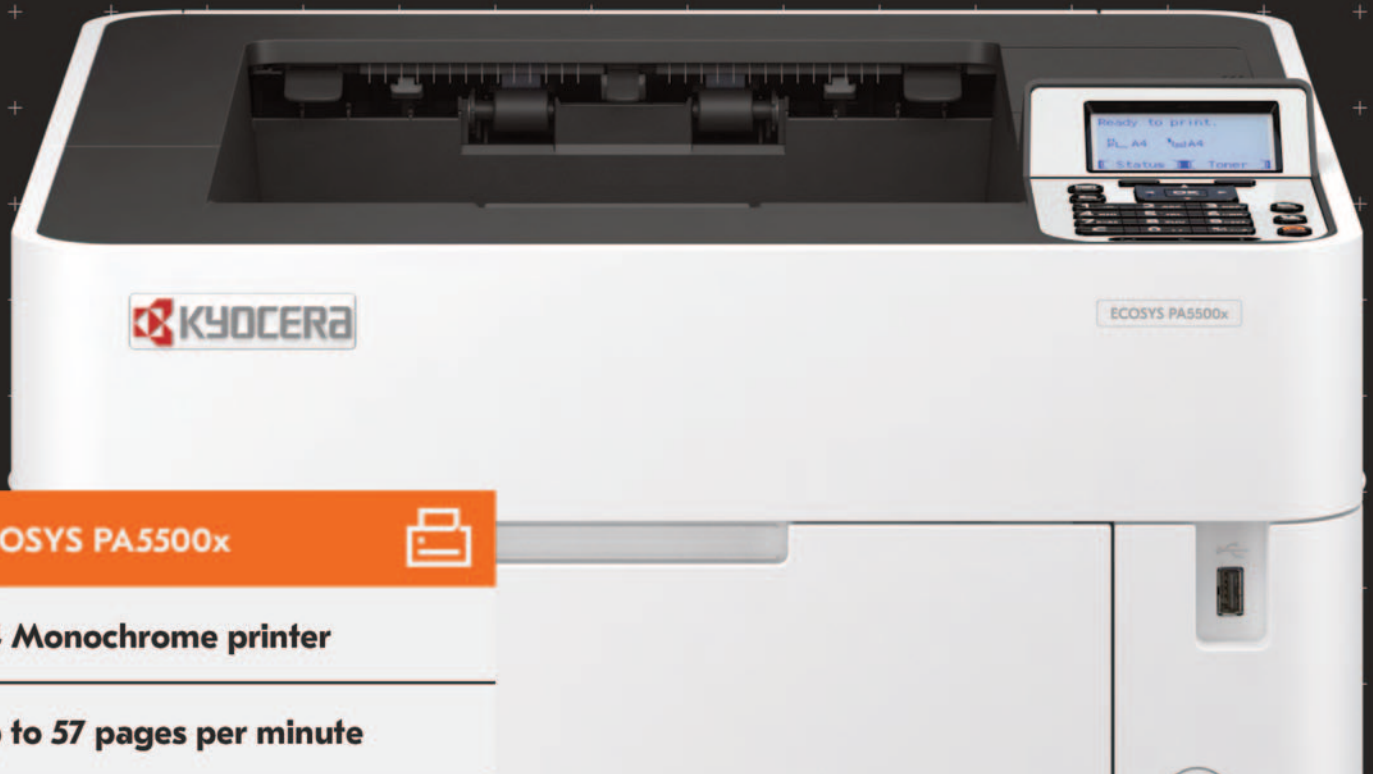 Ready to print.
A4 A4
Status Toner
OK
KYOCERA
ECOSYS PA5500x
OSYS PA5500x
Monochrome printer
to 57 pages per minute